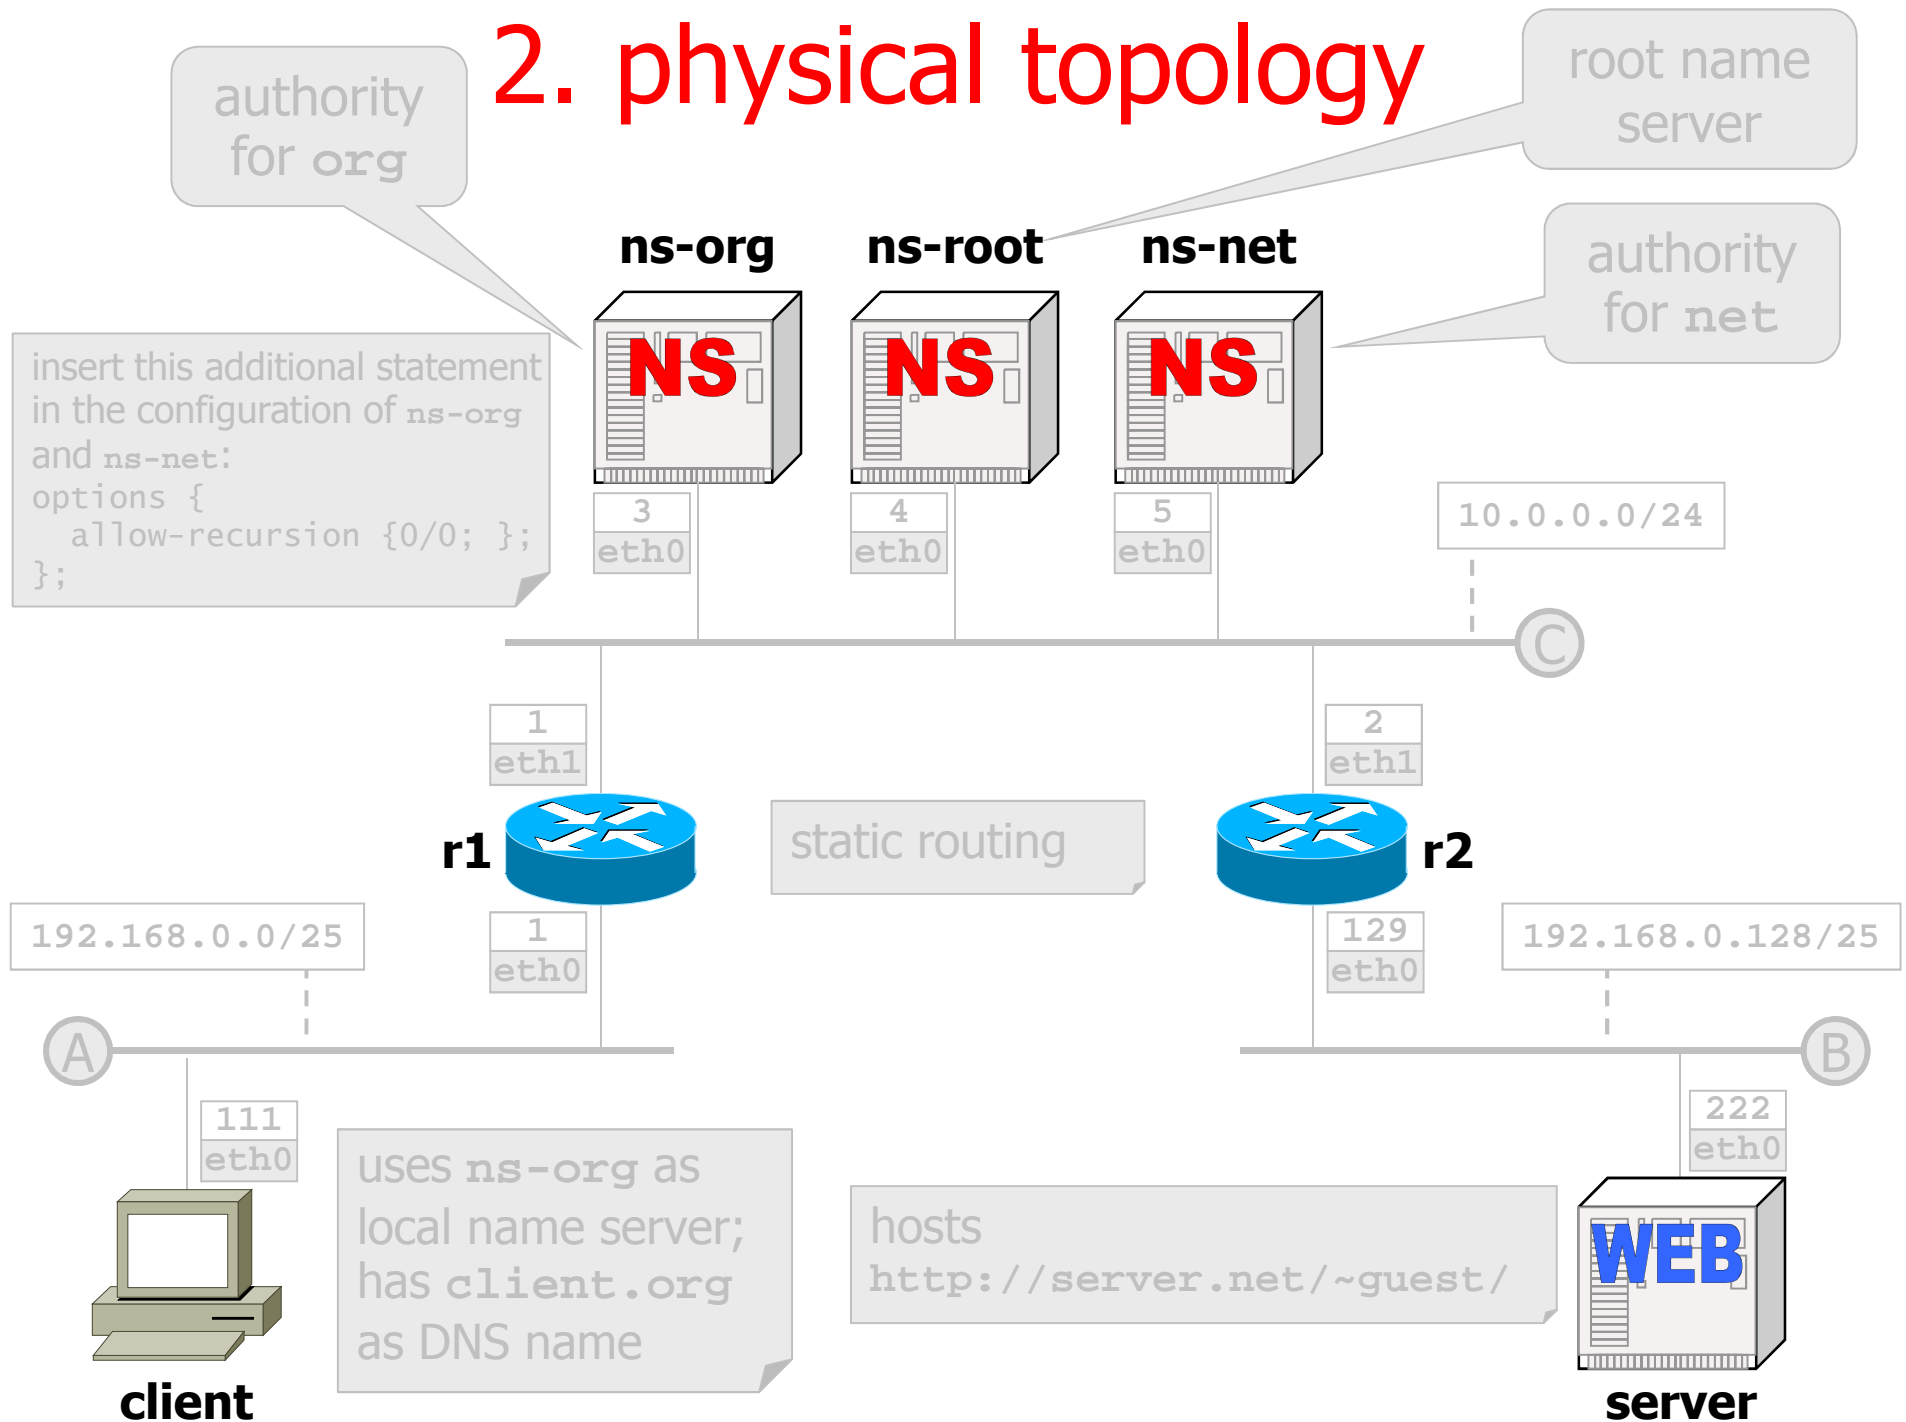 2. physical topology
authority
for org
root name
server
ns-org
ns-root
ns-net
authority
for net
insert this additional statement
in the configuration of ns-org
and ns-net:
options {
allow-recursion {0/0; };
};
NS
NS
NS
3
eth0
4
eth0
5
eth0
10.0.0.0/24
C
1
eth1
2
eth1
r1
static routing
r2
192.168.0.0/25
1
eth0
129
eth0
192.168.0.128/25
A
B
111
eth0
222
eth0
uses ns-org as
local name server;
has client.org
as DNS name
hosts
http://server.net/~guest/
WEB
client
server